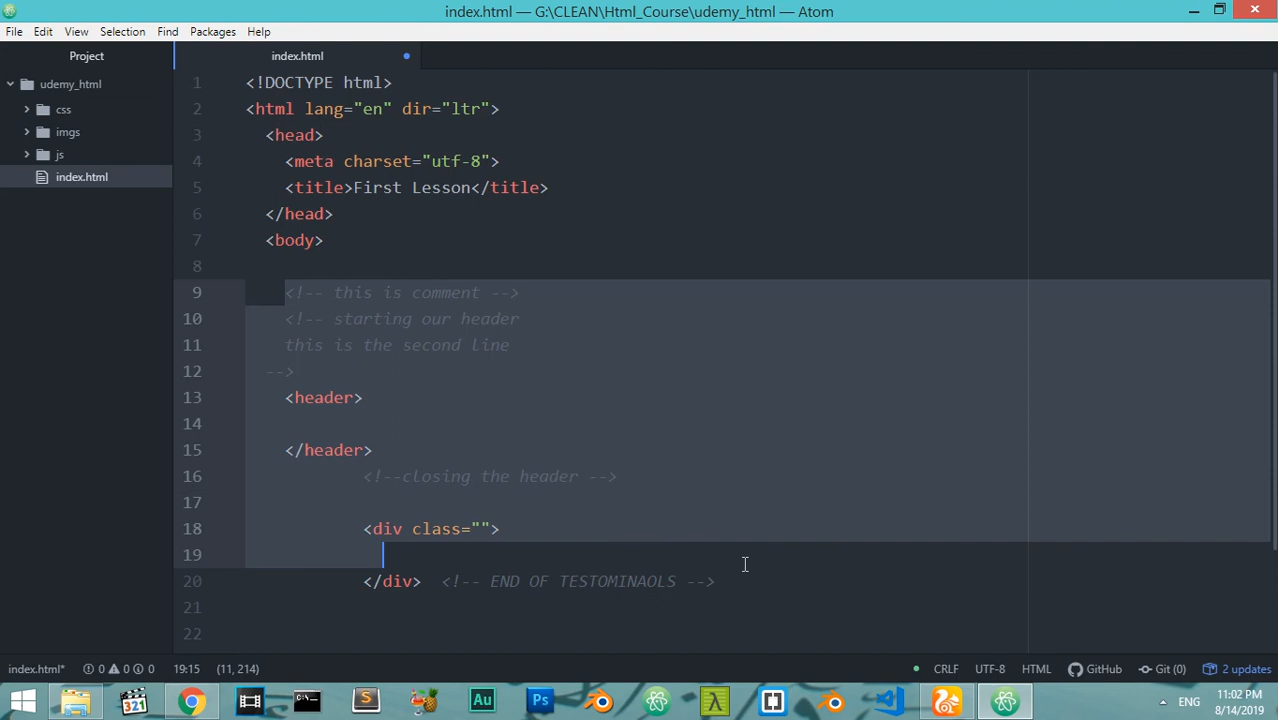 index.html — G:\CLEAN\Html_Course\udemy_html — Atom
File Edit View Selection Find Packages Help
Project
index.html
udemy_html
css
imgs
js
index.html
1 <!DOCTYPE html>
2 <html lang="en" dir="ltr">
3 <head>
4 <meta charset="utf-8">
5 <title>First Lesson</title>
6 </head>
7 <body>
8
9 <!-- this is comment -->
10 <!-- starting our header
11 this is the second line
12 -->
13 <header>
14
15 </header>
16 <!--closing the header -->
17
18 <div class="">
19
20 </div> <!-- END OF TESTOMINAOLS -->
21
22
index.html* 0 0 0 19:15 (11, 214) CRLF UTF-8 HTML GitHub Git (0) 2 updates
321 S Au Ps λ ENG 11:02 PM
8/14/2019